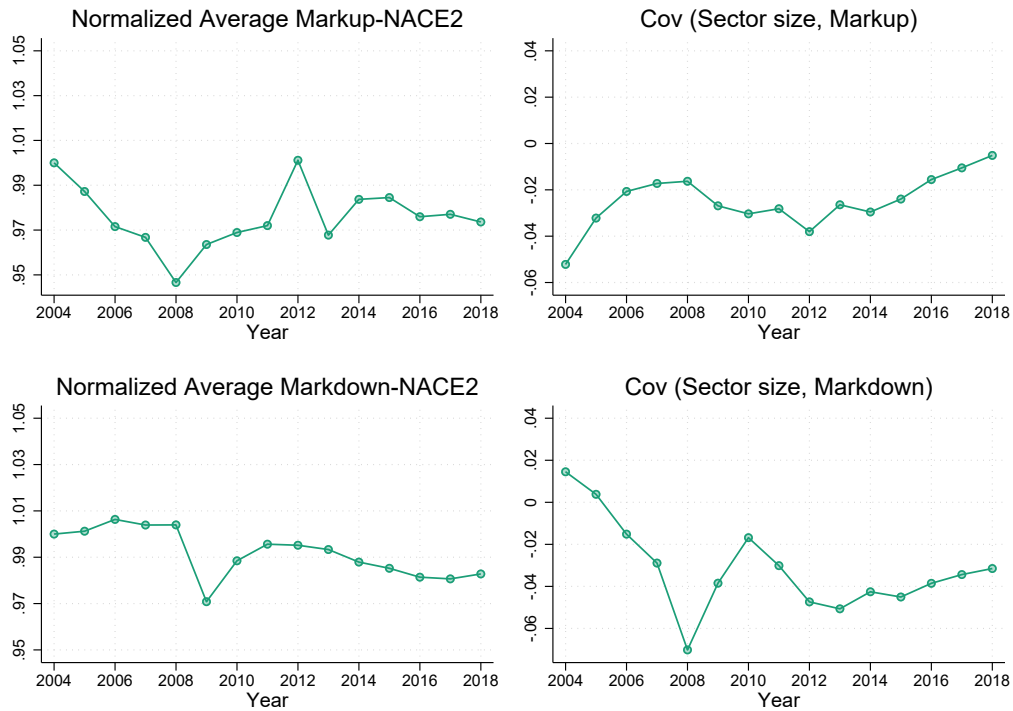 Normalized Average Markup-NACE2
1.05
1.03
1.01
.99
.97
.95
2004 2006 2008 2010 2012 2014 2016 2018
Year
Cov (Sector size, Markup)
.04
.02
0
-.02
-.04
-.06
2004 2006 2008 2010 2012 2014 2016 2018
Year
Normalized Average Markdown-NACE2
1.05
1.03
1.01
.99
.97
.95
2004 2006 2008 2010 2012 2014 2016 2018
Year
Cov (Sector size, Markdown)
.04
.02
0
-.02
-.04
-.06
2004 2006 2008 2010 2012 2014 2016 2018
Year